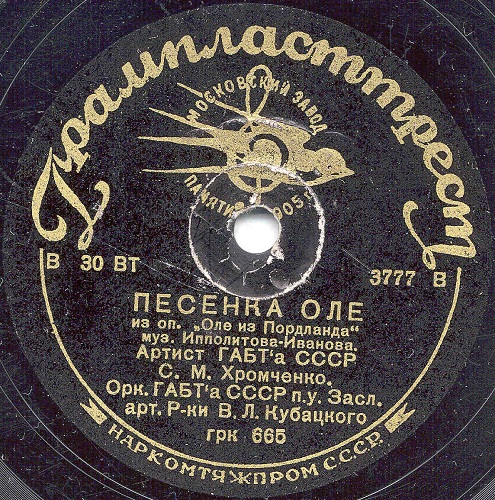 Грампласттрест
МОСКОВСКИЙ ЗАВОД
ПАМЯТИ 1905
В 30 ВТ
3777 В
ПЕСЕНКА ОЛЕ
из оп. „Оле из Пордланда“
муз. Ипполитова-Иванова.
Артист ГАБТ'а СССР
С. М. Хромченко.
Орк. ГАБТ'а СССР п.у. Засл.
арт. Р-ки В. Л. Кубацкого
грк 665
НАРКОМТЯЖПРОМ СССР